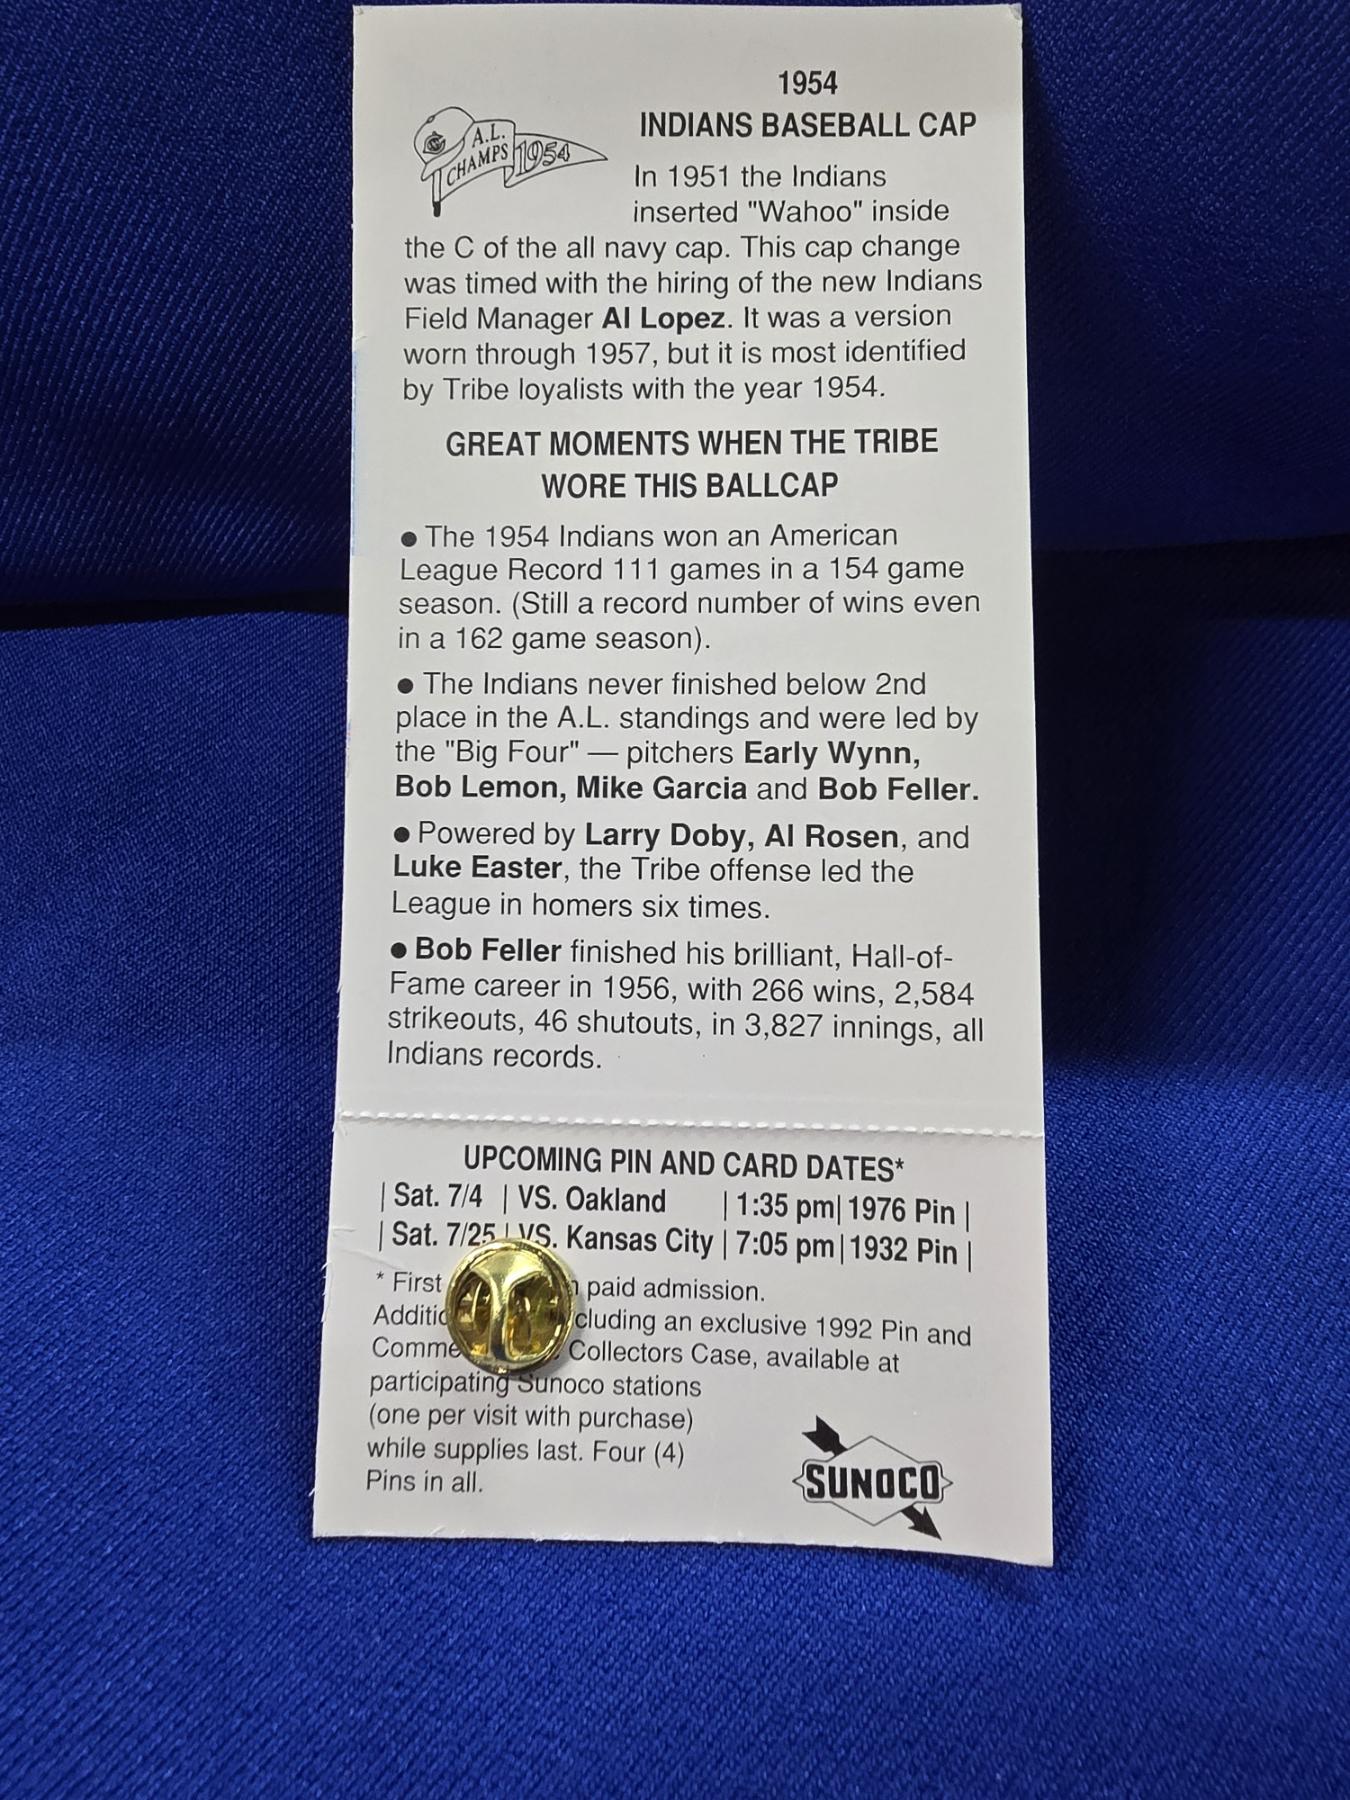 1954
INDIANS BASEBALL CAP
A.L.
CHAMPS
1954
In 1951 the Indians
inserted "Wahoo" inside
the C of the all navy cap. This cap change
was timed with the hiring of the new Indians
Field Manager Al Lopez. It was a version
worn through 1957, but it is most identified
by Tribe loyalists with the year 1954.
GREAT MOMENTS WHEN THE TRIBE
WORE THIS BALLCAP
● The 1954 Indians won an American
League Record 111 games in a 154 game
season. (Still a record number of wins even
in a 162 game season).
● The Indians never finished below 2nd
place in the A.L. standings and were led by
the "Big Four" — pitchers Early Wynn,
Bob Lemon, Mike Garcia and Bob Feller.
● Powered by Larry Doby, Al Rosen, and
Luke Easter, the Tribe offense led the
League in homers six times.
● Bob Feller finished his brilliant, Hall-of-
Fame career in 1956, with 266 wins, 2,584
strikeouts, 46 shutouts, in 3,827 innings, all
Indians records.
UPCOMING PIN AND CARD DATES*
| Sat. 7/4 | VS. Oakland | 1:35 pm | 1976 Pin |
| Sat. 7/25 | VS. Kansas City | 7:05 pm | 1932 Pin |
* First paid admission.
an exclusive 1992 Pin and
Collectors Case, available at
participating Sunoco stations
(one per visit with purchase)
while supplies last. Four (4)
Pins in all.
SUNOCO